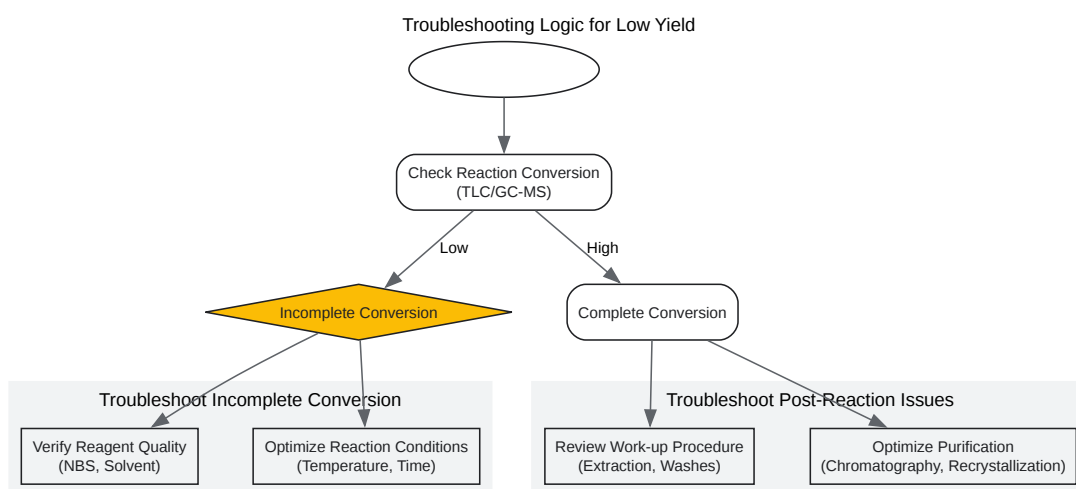 Troubleshooting Logic for Low Yield
Check Reaction Conversion
(TLC/GC-MS)
Low
High
Incomplete Conversion
Complete Conversion
Troubleshoot Incomplete Conversion
Troubleshoot Post-Reaction Issues
Verify Reagent Quality
(NBS, Solvent)
Optimize Reaction Conditions
(Temperature, Time)
Review Work-up Procedure
(Extraction, Washes)
Optimize Purification
(Chromatography, Recrystallization)